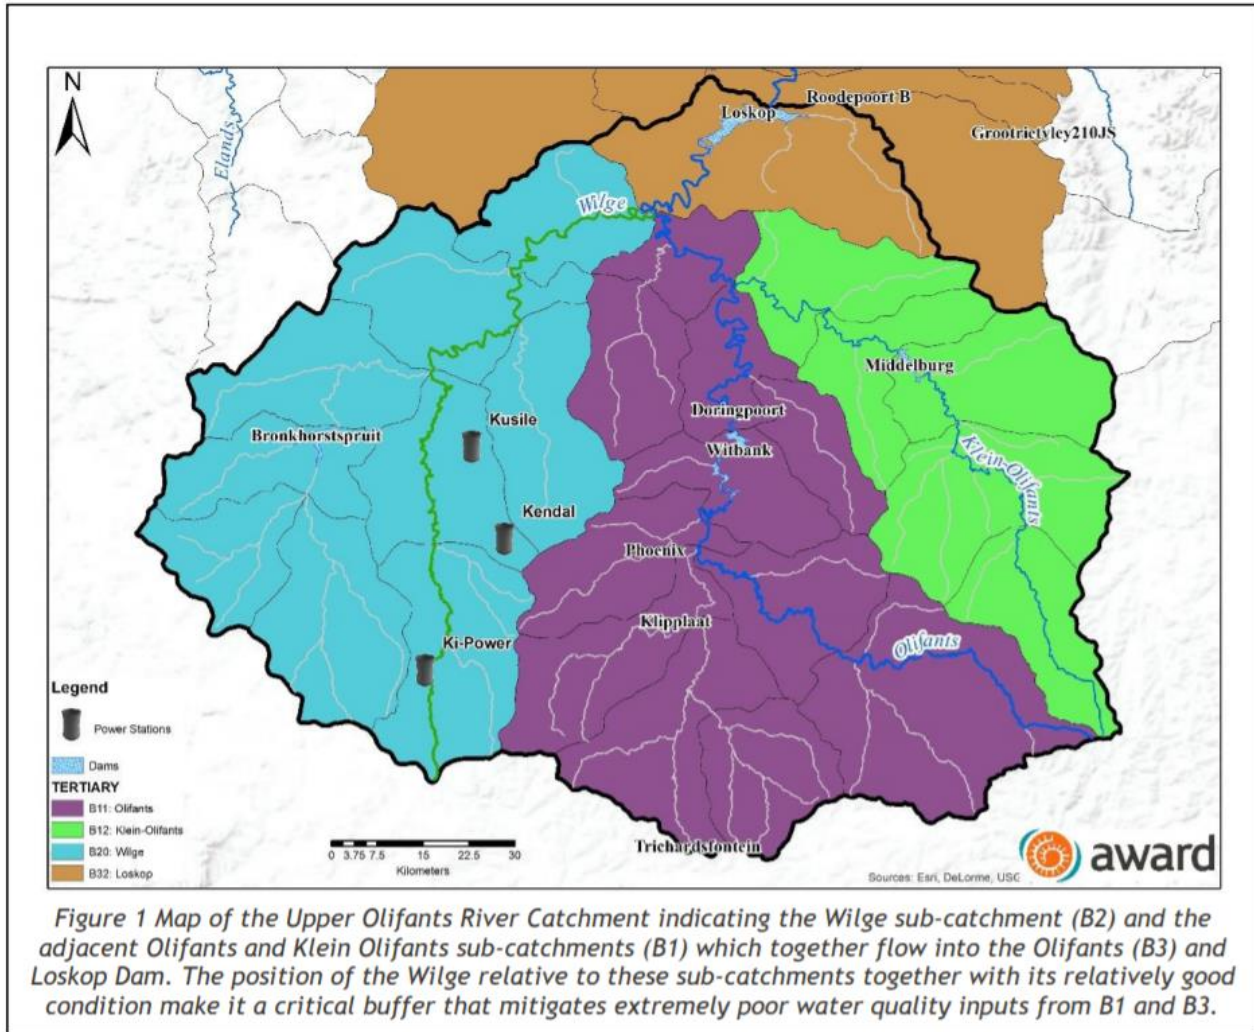 N
Elands
Loskop
Roodepoort B
Grootrietvley210JS
Wilge
Middelburg
Kusile
Doringpoort
Bronkhorstspruit
Witbank
Klein-Olifants
Kendal
Phoenix
Klipplaat
Ki-Power
Olifants
Legend
Power Stations
Dams
TERTIARY
B11: Olifants
B12: Klein-Olifants
B20: Wilge
B32: Loskop
0 3.75 7.5 15 22.5 30
Kilometers
Trichardsfontein
award
Sources: Esri, DeLorme, USG
Figure 1 Map of the Upper Olifants River Catchment indicating the Wilge sub-catchment (B2) and the
adjacent Olifants and Klein Olifants sub-catchments (B1) which together flow into the Olifants (B3) and
Loskop Dam. The position of the Wilge relative to these sub-catchments together with its relatively good
condition make it a critical buffer that mitigates extremely poor water quality inputs from B1 and B3.